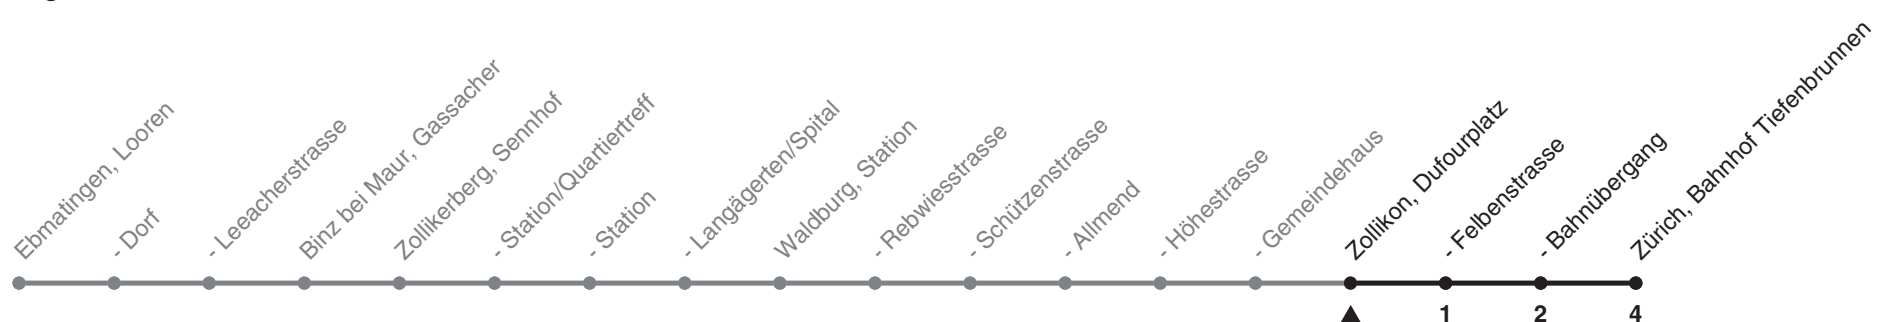 Ebmatingen, Looren
- Dorf
- Leeacherstrasse
Binz bei Maur, Gassacher
Zollikerberg, Sennhof
- Station/Quartiertreff
- Station
- Langägerten/Spital
Waldburg, Station
- Rebwiesstrasse
- Schützenstrasse
- Allmend
- Höhestrasse
- Gemeindehaus
Zollikon, Dufourplatz
- Felbenstrasse
- Bahnübergang
Zürich, Bahnhof Tiefenbrunnen
1 2 4